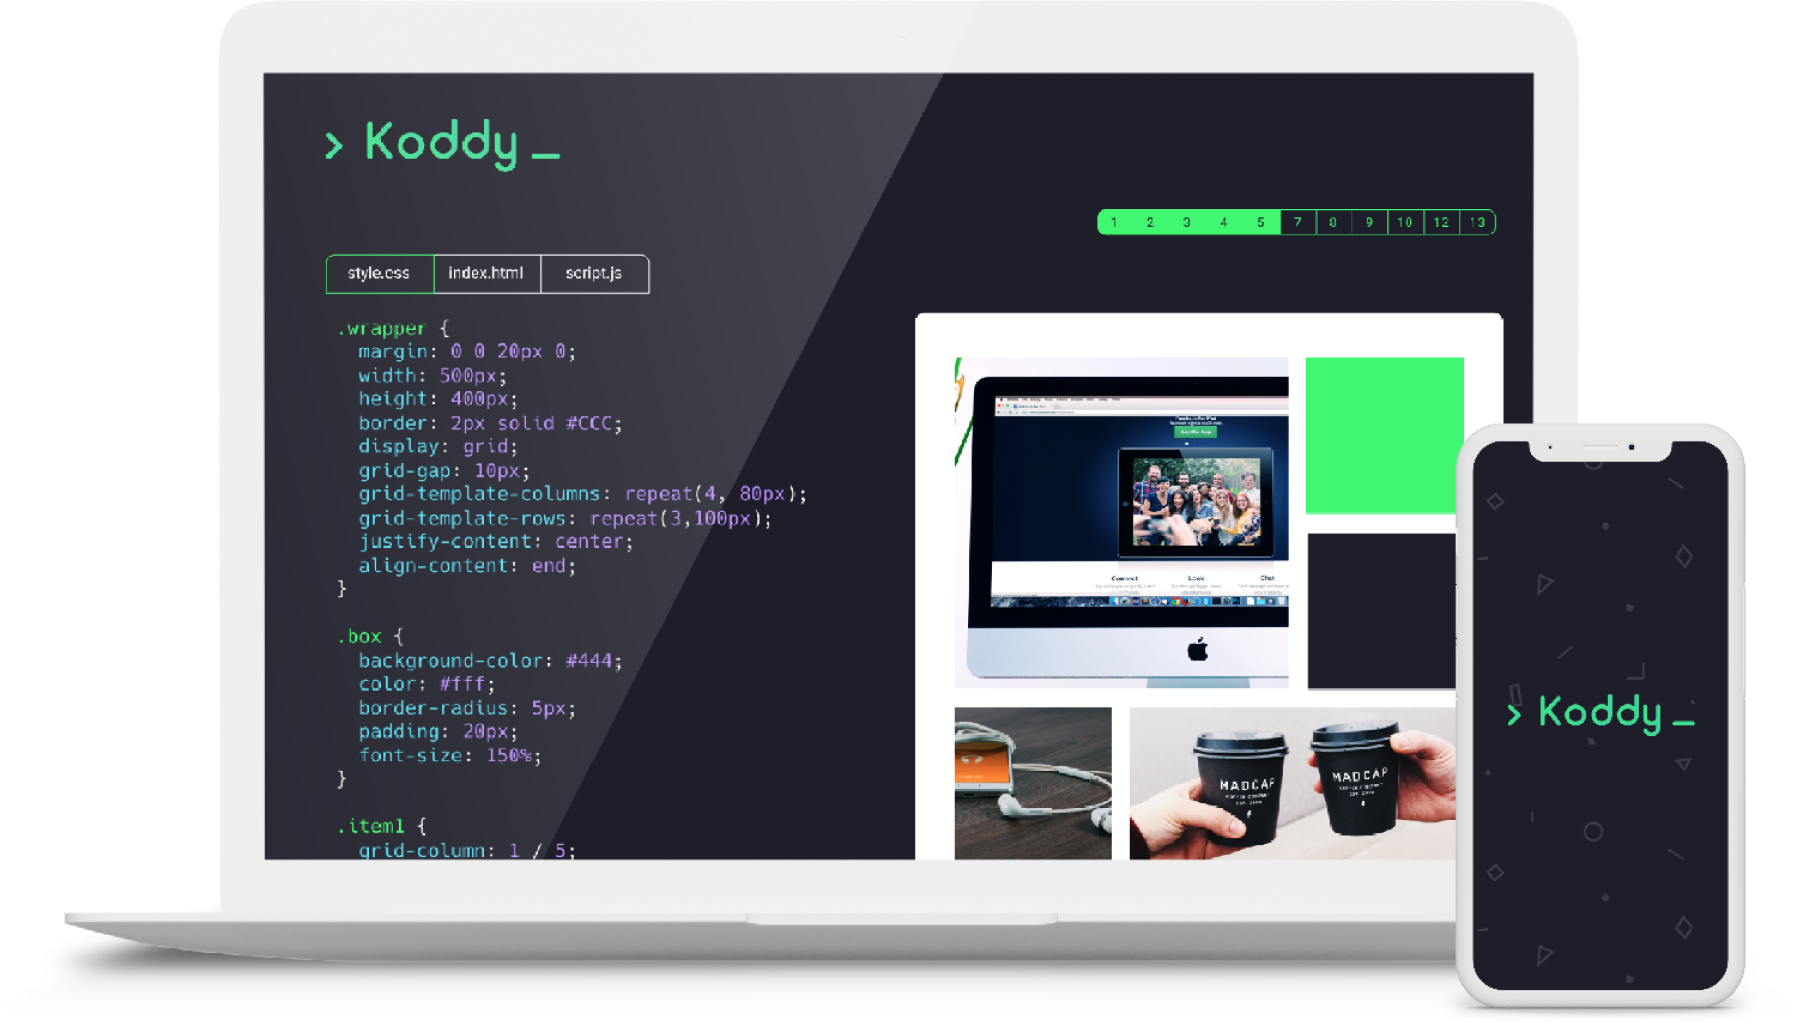 > Koddy _
1 2 3 4 5 7 8 9 10 12 13
style.css index.html script.js
.wrapper {
margin: 0 0 20px 0;
width: 500px;
height: 400px;
border: 2px solid #CCC;
display: grid;
grid-gap: 10px;
grid-template-columns: repeat(4, 80px);
grid-template-rows: repeat(3,100px);
justify-content: center;
align-content: end;
}
.box {
background-color: #444;
color: #fff;
border-radius: 5px;
padding: 20px;
font-size: 150%;
}
.item1 {
grid-column: 1 / 5;
Connect Look Chat
MADCAP
MADCAP
> Koddy _